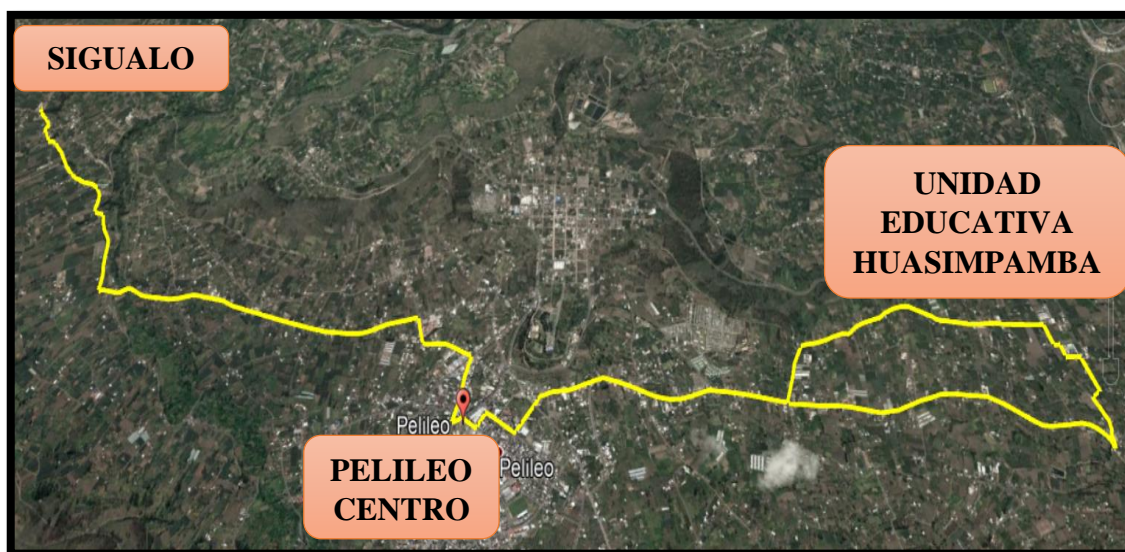 SIGUALO
UNIDAD
EDUCATIVA
HUASIMPAMBA
Pelileo
Pelileo
PELILEO
CENTRO